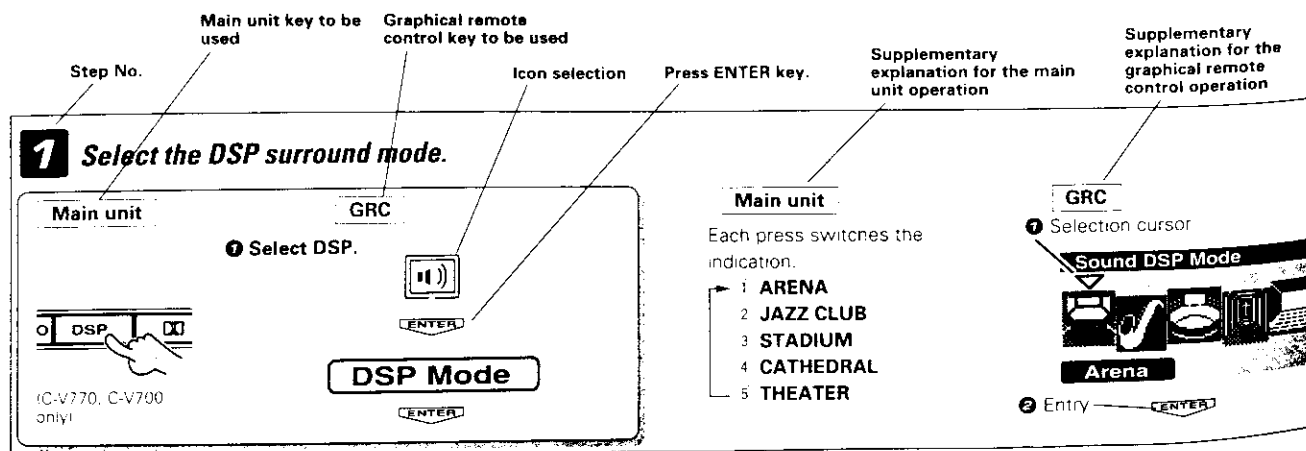 Main unit key to be
used
Graphical remote
control key to be used
Step No.
Icon selection
Press ENTER key.
Supplementary
explanation for the main
unit operation
Supplementary
explanation for the
graphical remote
control operation
1 Select the DSP surround mode.
Main unit
GRC
❶ Select DSP.
DSP
ENTER
DSP Mode
ENTER
(C-V770, C-V700
only)
Main unit
Each press switches the
indication.
1 ARENA
2 JAZZ CLUB
3 STADIUM
4 CATHEDRAL
5 THEATER
GRC
❶ Selection cursor
Sound DSP Mode
Arena
❷ Entry
ENTER